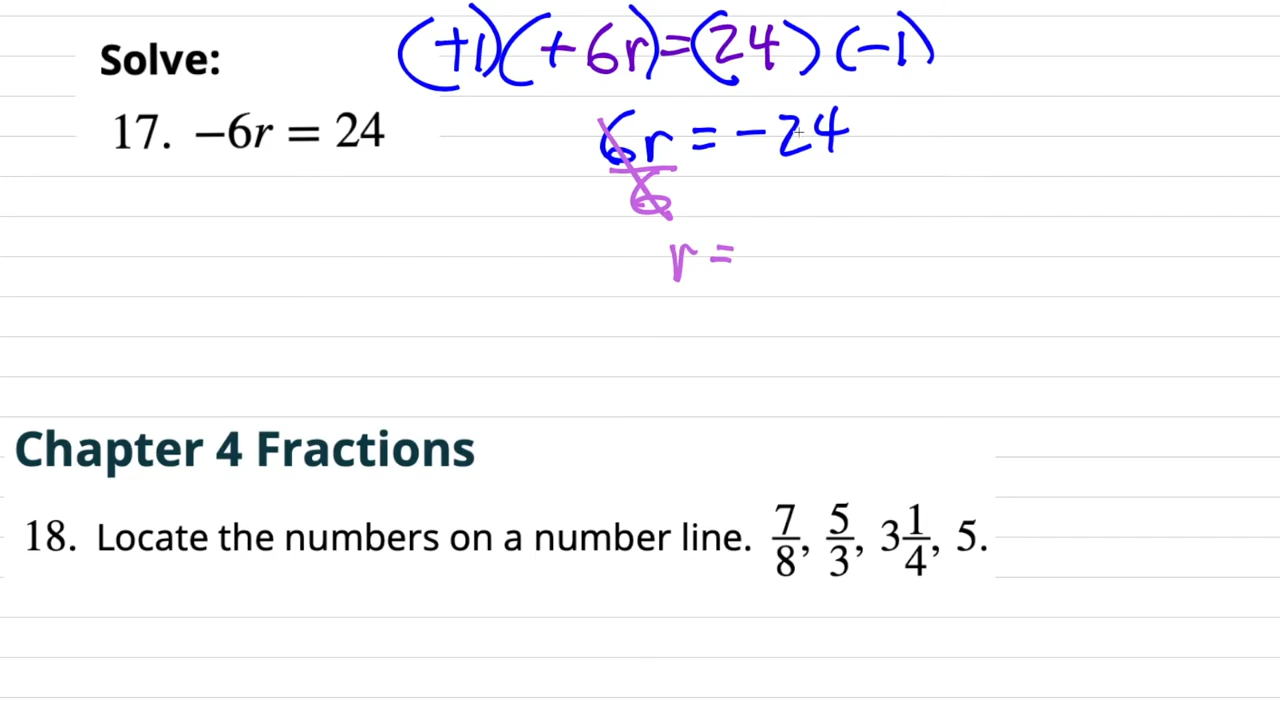 Solve:
(+1)(+6r)=(24)(-1)
17. −6r = 24
6r = -24
6
r =
Chapter 4 Fractions
18. Locate the numbers on a number line. 7/8, 5/3, 3 1/4, 5.